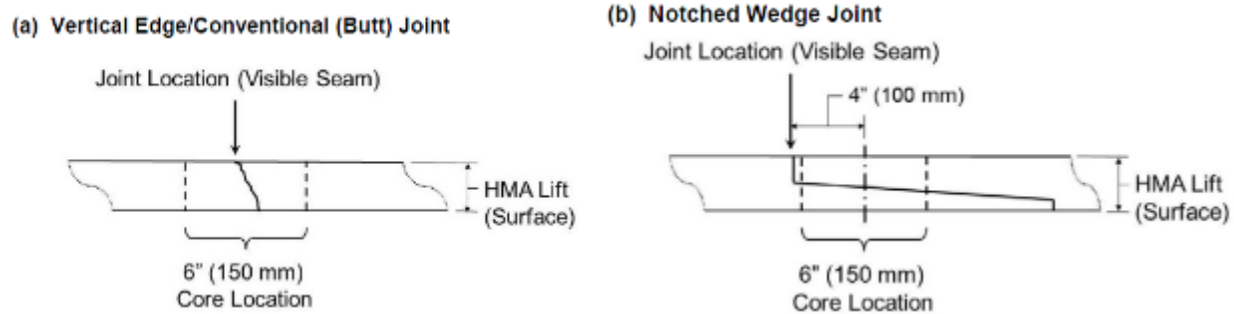 (a) Vertical Edge/Conventional (Butt) Joint
Joint Location (Visible Seam)
HMA Lift
(Surface)
6" (150 mm)
Core Location
(b) Notched Wedge Joint
Joint Location (Visible Seam)
4" (100 mm)
HMA Lift
(Surface)
6" (150 mm)
Core Location